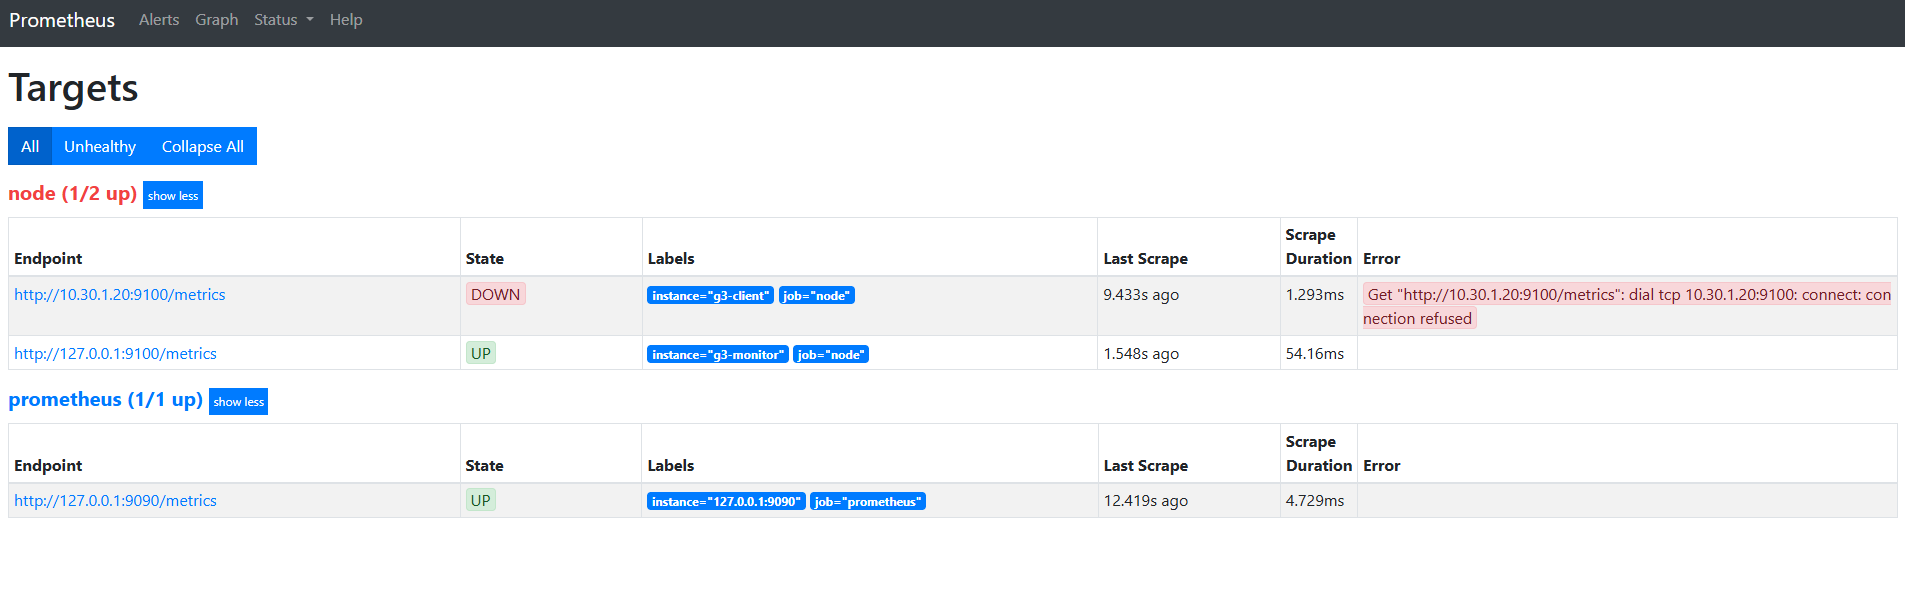 Prometheus Alerts Graph Status Help
Targets
All Unhealthy Collapse All
node (1/2 up) show less
Endpoint State Labels Last Scrape Scrape Duration Error
http://10.30.1.20:9100/metrics DOWN instance="g3-client" job="node" 9.433s ago 1.293ms Get "http://10.30.1.20:9100/metrics": dial tcp 10.30.1.20:9100: connect: con
nection refused
http://127.0.0.1:9100/metrics UP instance="g3-monitor" job="node" 1.548s ago 54.16ms
prometheus (1/1 up) show less
Endpoint State Labels Last Scrape Scrape Duration Error
http://127.0.0.1:9090/metrics UP instance="127.0.0.1:9090" job="prometheus" 12.419s ago 4.729ms